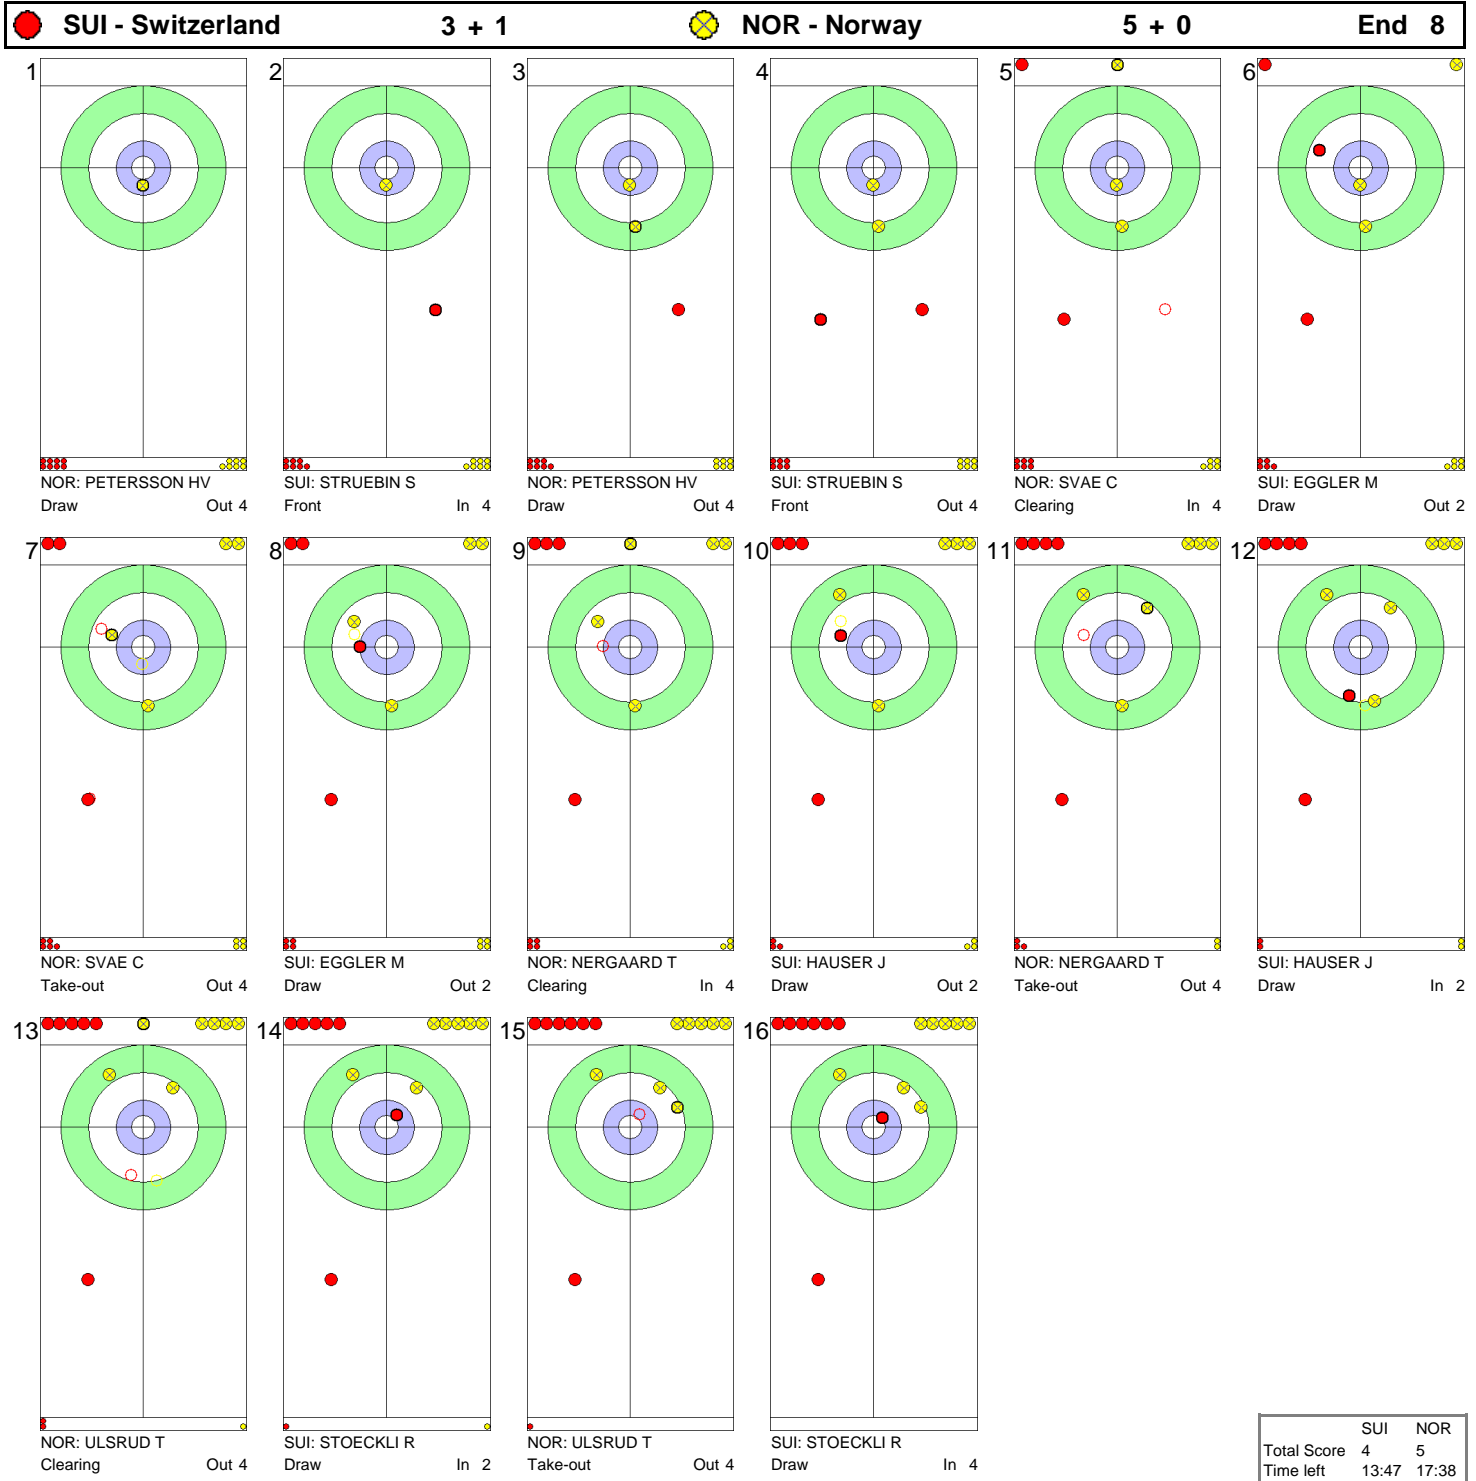 SUI - Switzerland 3 + 1 NOR - Norway 5 + 0 End 8
1 2 3 4 5 6
NOR: PETERSSON HV SUI: STRUEBIN S NOR: PETERSSON HV SUI: STRUEBIN S NOR: SVAE C SUI: EGGLER M
Draw Out 4 Front In 4 Draw Out 4 Front Out 4 Clearing In 4 Draw Out 2
7 8 9 10 11 12
NOR: SVAE C SUI: EGGLER M NOR: NERGAARD T SUI: HAUSER J NOR: NERGAARD T SUI: HAUSER J
Take-out Out 4 Draw Out 2 Clearing In 4 Draw Out 2 Take-out Out 4 Draw In 2
13 14 15 16
NOR: ULSRUD T SUI: STOECKLI R NOR: ULSRUD T SUI: STOECKLI R
Clearing Out 4 Draw In 2 Take-out Out 4 Draw In 4
SUI NOR
Total Score 4 5
Time left 13:47 17:38